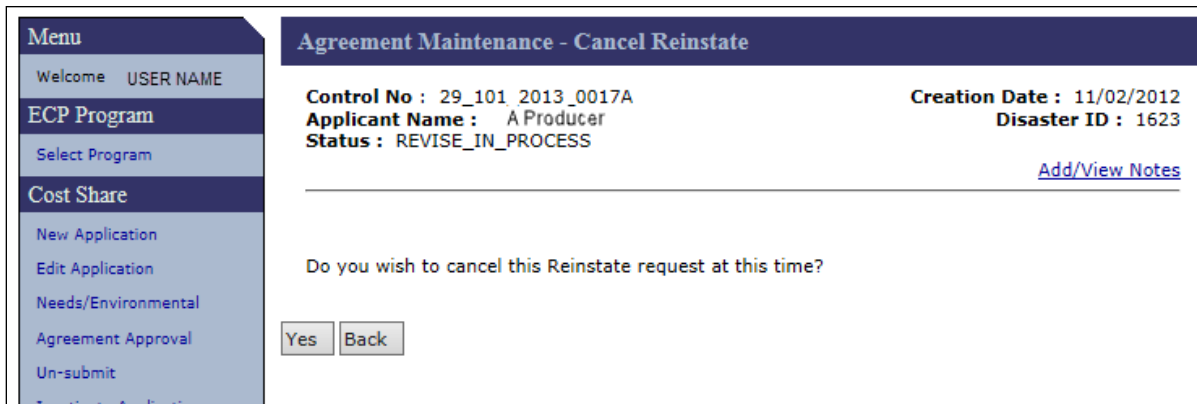 Menu
Welcome USER NAME
ECP Program
Select Program
Cost Share
New Application
Edit Application
Needs/Environmental
Agreement Approval
Un-submit
Agreement Maintenance - Cancel Reinstate
Control No : 29_101_2013_0017A
Creation Date : 11/02/2012
Applicant Name : A Producer
Disaster ID : 1623
Status : REVISE_IN_PROCESS
Add/View Notes
Do you wish to cancel this Reinstate request at this time?
Yes Back